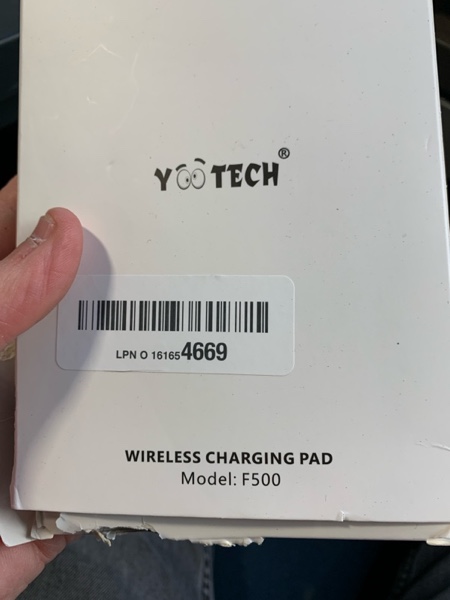 YOOTECH®
LPN O 161654669
WIRELESS CHARGING PAD
Model: F500